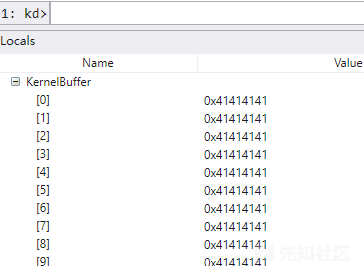 1: kd>
Locals
Name Value
KernelBuffer
[0] 0x41414141
[1] 0x41414141
[2] 0x41414141
[3] 0x41414141
[4] 0x41414141
[5] 0x41414141
[6] 0x41414141
[7] 0x41414141
[8] 0x41414141
[9] 0x41414141
先知社区